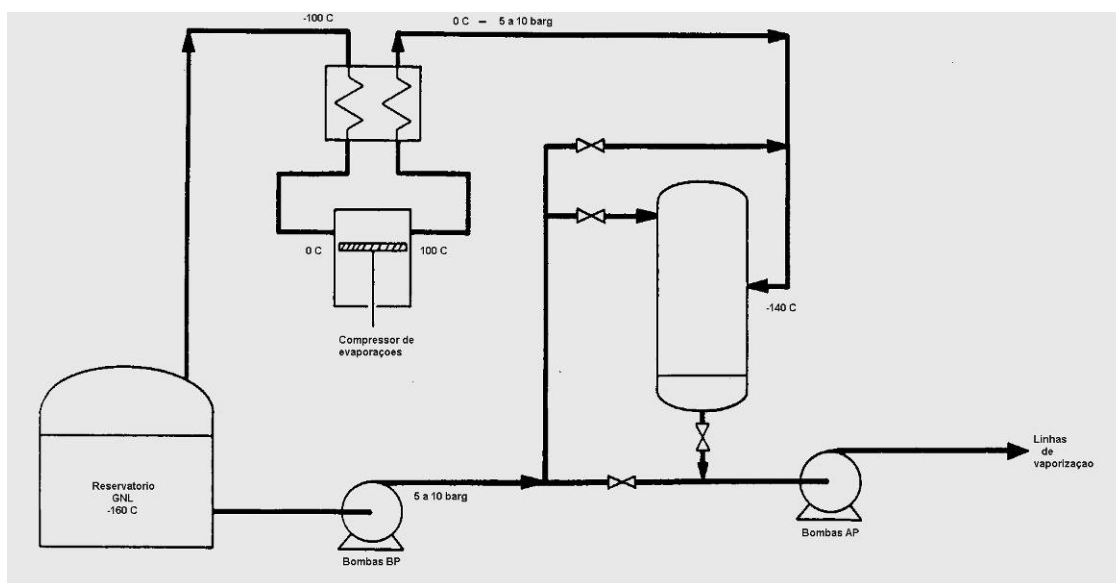 -100 C
0 C – 5 a 10 barg
0 C
100 C
-140 C
Compressor de
evaporaçoes
Linhas
de
vaporizaçao
Reservatorio
GNL
-160 C
5 a 10 barg
Bombas BP
Bombas AP